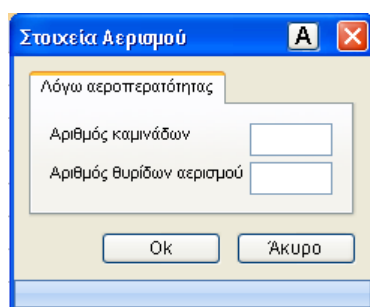 Στοιχεία Αερισμού A
Λόγω αεροπερατότητας
Αριθμός καμινάδων
Αριθμός θυρίδων αερισμού
Ok Άκυρο